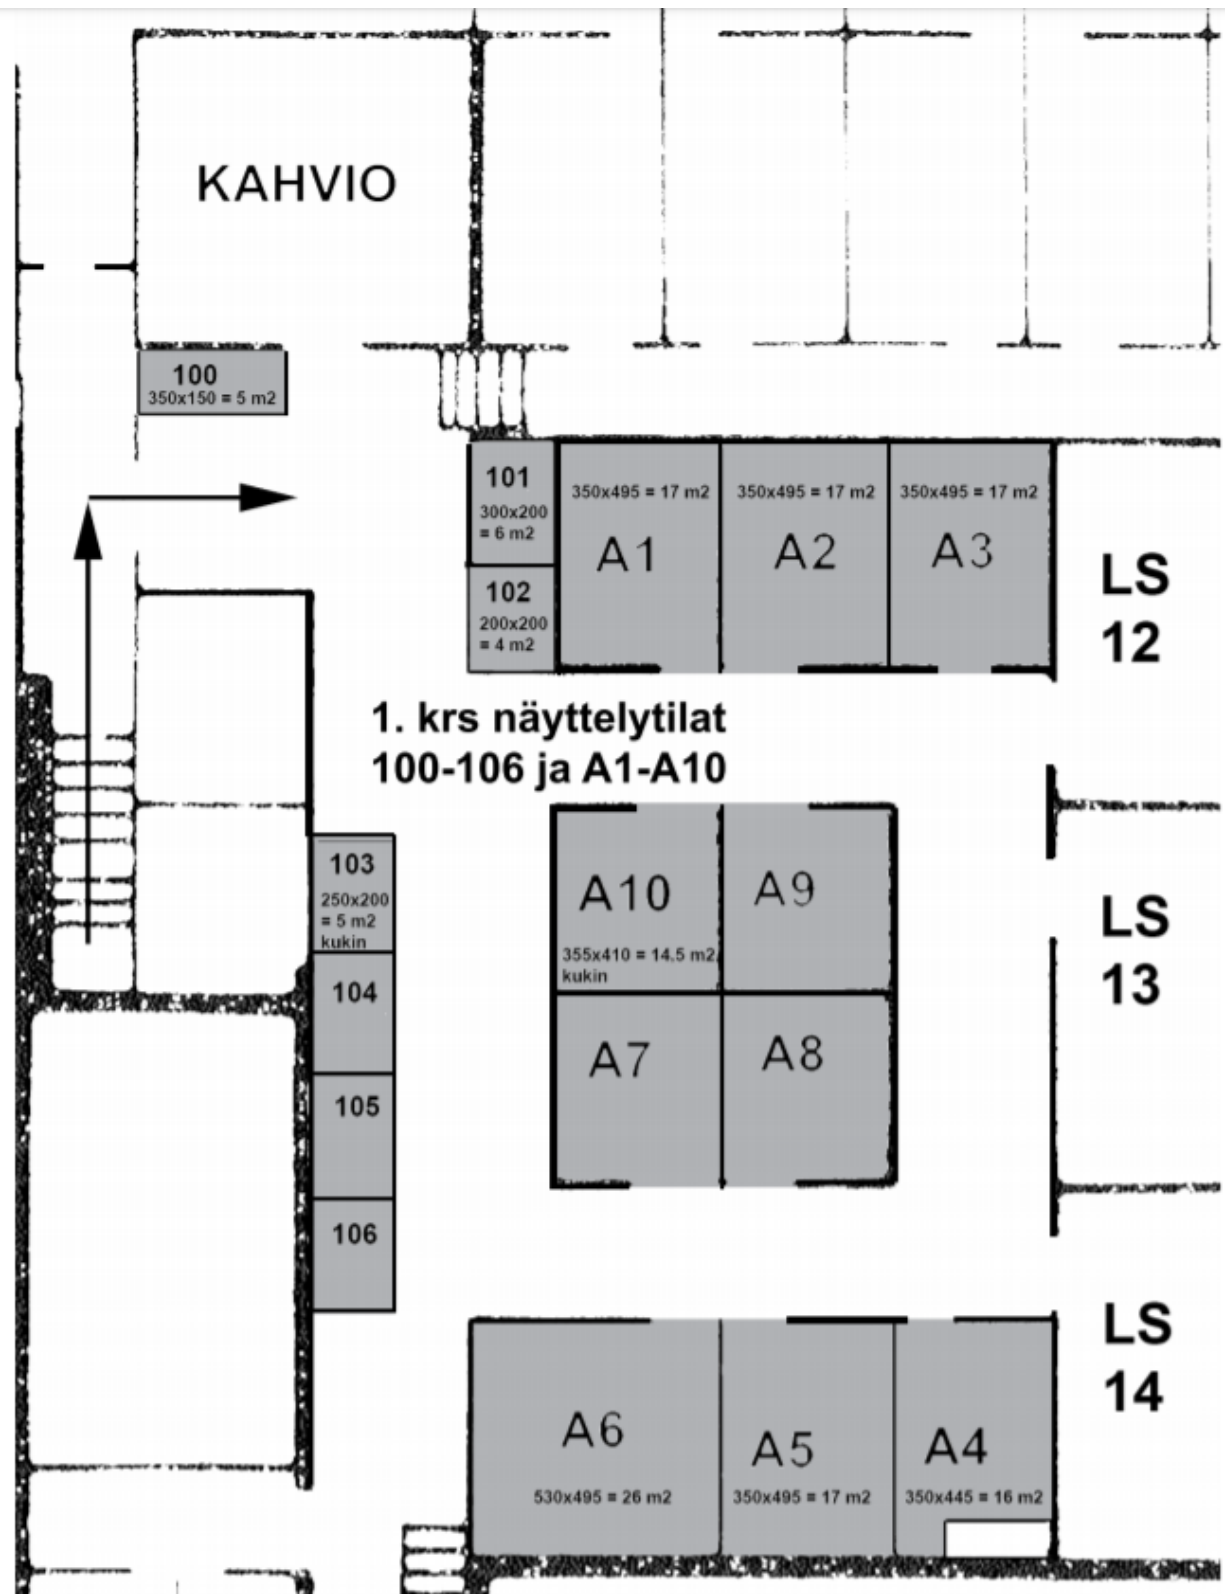 KAHVIO
100
350x150 = 5 m2
101
300x200
= 6 m2
102
200x200
= 4 m2
350x495 = 17 m2
A1
350x495 = 17 m2
A2
350x495 = 17 m2
A3
LS
12
1. krs näyttelytilat
100-106 ja A1-A10
103
250x200
= 5 m2
kukin
104
105
106
A10
355x410 = 14.5 m2
kukin
A9
A7
A8
LS
13
A6
530x495 = 26 m2
A5
350x495 = 17 m2
A4
350x445 = 16 m2
LS
14